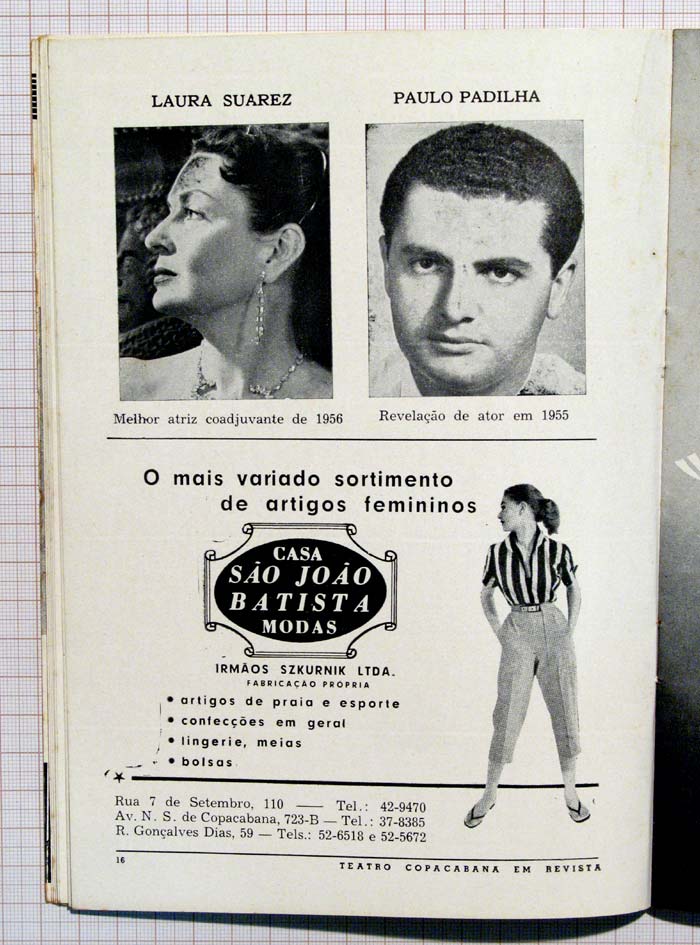 LAURA SUAREZ
PAULO PADILHA
Melhor atriz coadjuvante de 1956
Revelação de ator em 1955
O mais variado sortimento
de artigos femininos
CASA
SÃO JOÃO
BATISTA
MODAS
IRMÃOS SZKURNIK LTDA.
FABRICAÇÃO PROPRIA
• artigos de praia e esporte
• confecções em geral
• lingerie, meias
• bolsas
Rua 7 de Setembro, 110 — Tel.: 42-9470
Av. N. S. de Copacabana, 723-B — Tel.: 37-8385
R. Gonçalves Dias, 59 — Tels.: 52-6518 e 52-5672
16
TEATRO COPACABANA EM REVISTA